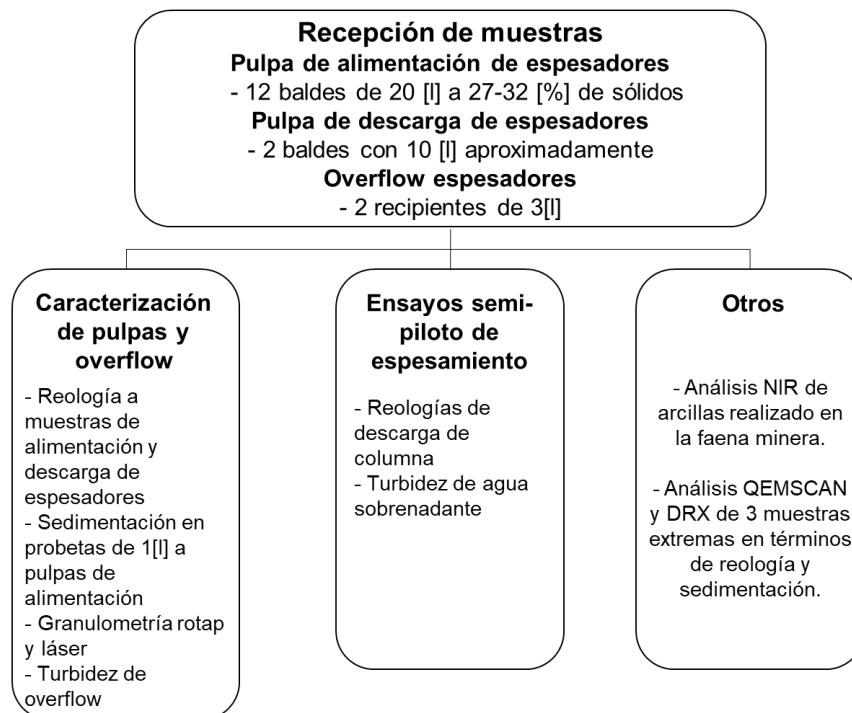 Recepción de muestras
Pulpa de alimentación de espesadores
- 12 baldes de 20 [l] a 27-32 [%] de sólidos
Pulpa de descarga de espesadores
- 2 baldes con 10 [l] aproximadamente
Overflow espesadores
- 2 recipientes de 3[l]
Caracterización
de pulpas y
overflow
- Reología a
muestras de
alimentación y
descarga de
espesadores
- Sedimentación en
probetas de 1[l] a
pulpas de
alimentación
- Granulometría rotap
y láser
- Turbidez de
overflow
Ensayos semi-
piloto de
espesamiento
- Reologías de
descarga de
columna
- Turbidez de agua
sobrenadante
Otros
- Análisis NIR de
arcillas realizado en
la faena minera.
- Análisis QEMSCAN
y DRX de 3 muestras
extremas en términos
de reología y
sedimentación.